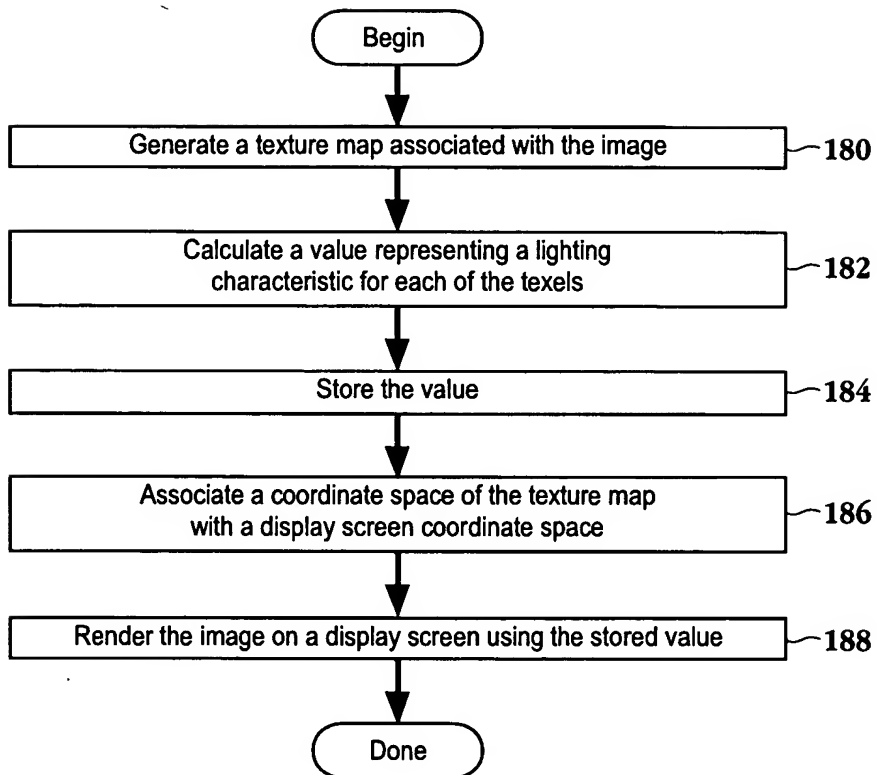 Begin
Generate a texture map associated with the image
180
Calculate a value representing a lighting
characteristic for each of the texels
182
Store the value
184
Associate a coordinate space of the texture map
with a display screen coordinate space
186
Render the image on a display screen using the stored value
188
Done